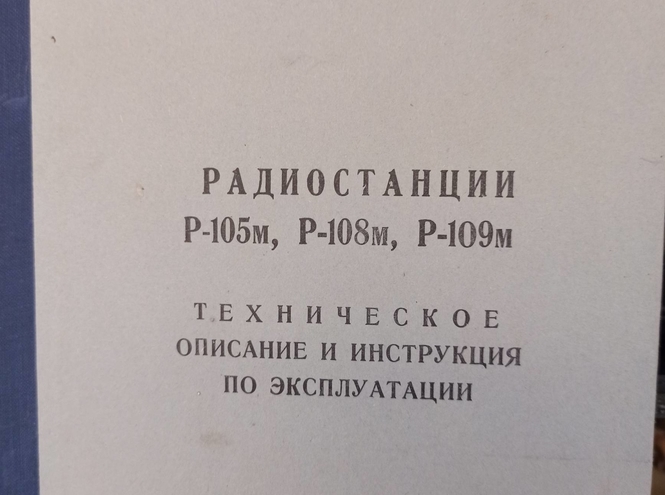 РАДИОСТАНЦИИ
Р-105м, Р-108м, Р-109м
ТЕХНИЧЕСКОЕ
ОПИСАНИЕ И ИНСТРУКЦИЯ
ПО ЭКСПЛУАТАЦИИ